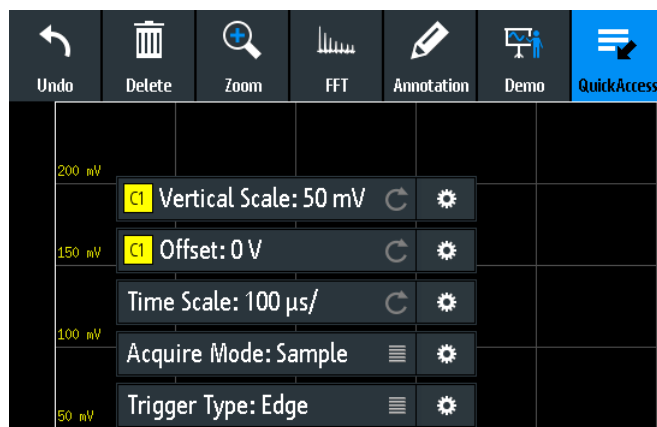 Undo Delete Zoom FFT Annotation Demo QuickAccess
200 mV
C1 Vertical Scale: 50 mV
150 mV
C1 Offset: 0 V
Time Scale: 100 µs/
100 mV
Acquire Mode: Sample
Trigger Type: Edge
50 mV